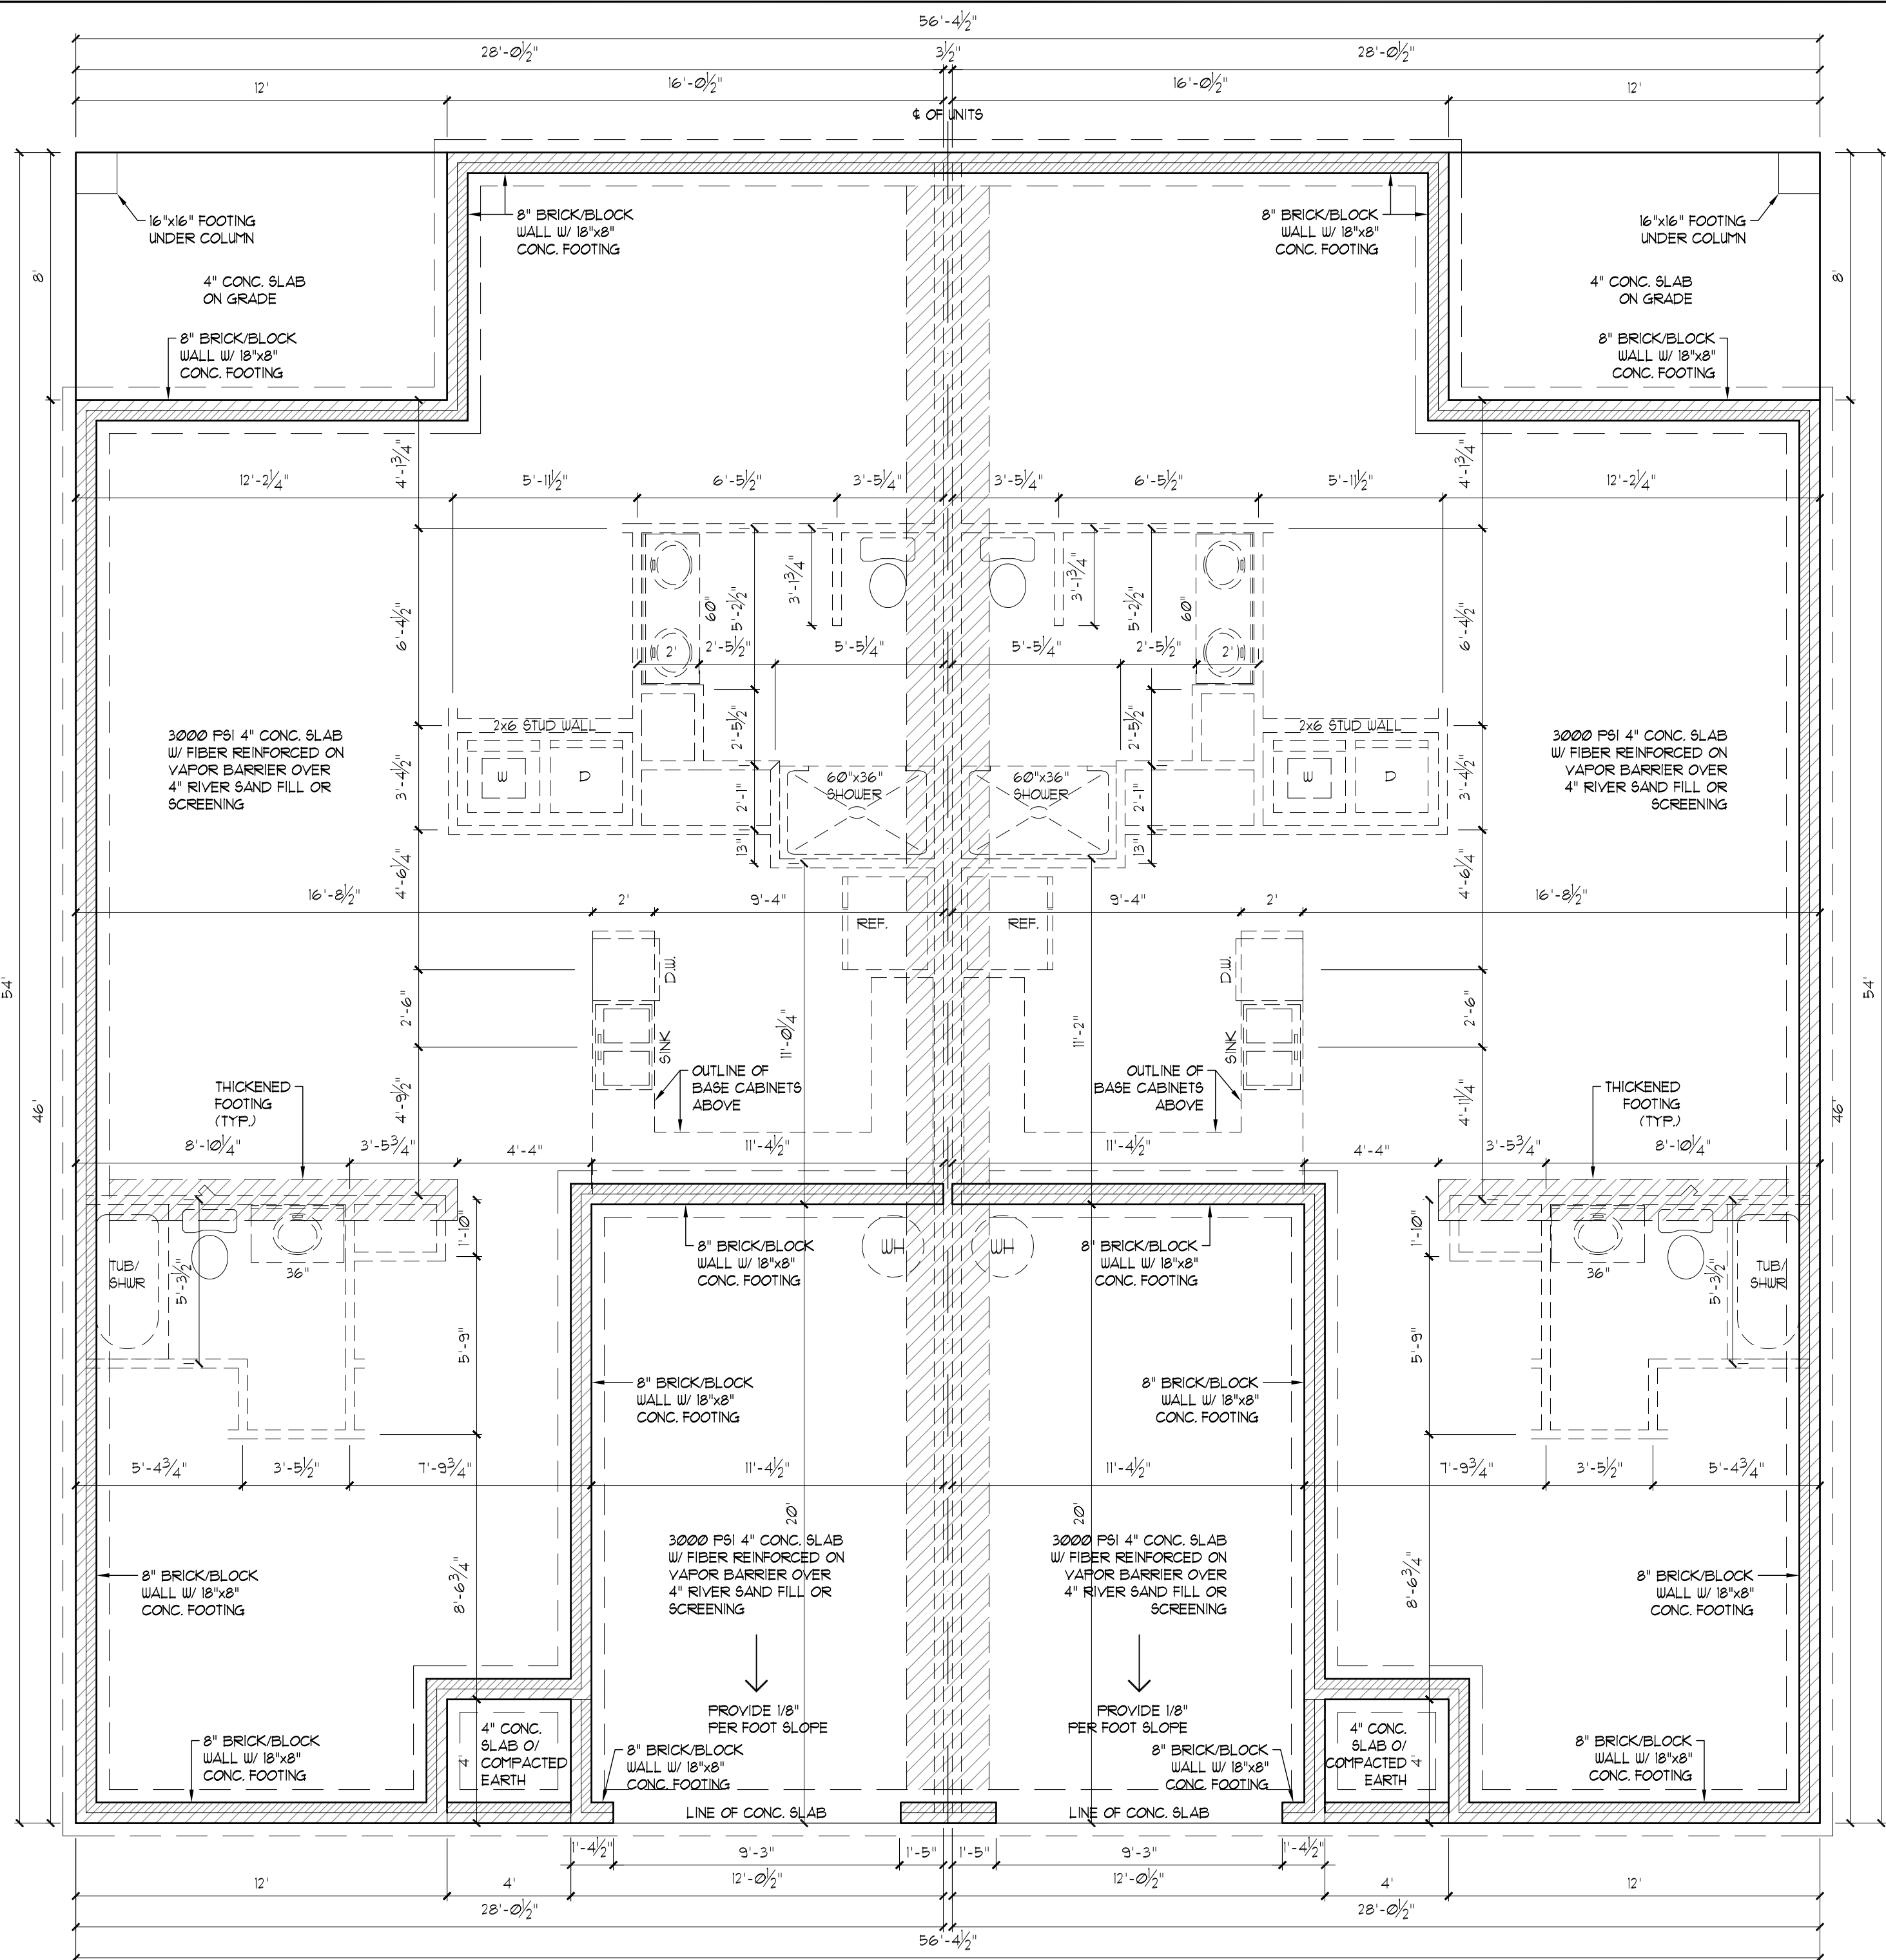 56'-4½"
28'-0½"
3½"
28'-0½"
12'
16'-0½"
16'-0½"
12'
℄ OF UNITS
16"x16" FOOTING
UNDER COLUMN
8" BRICK/BLOCK
WALL W/ 18"x8"
CONC. FOOTING
8" BRICK/BLOCK
WALL W/ 18"x8"
CONC. FOOTING
16"x16" FOOTING
UNDER COLUMN
8'
4" CONC. SLAB
ON GRADE
4" CONC. SLAB
ON GRADE
8'
8" BRICK/BLOCK
WALL W/ 18"x8"
CONC. FOOTING
8" BRICK/BLOCK
WALL W/ 18"x8"
CONC. FOOTING
4'-1¾"
4'-1¾"
12'-2¼"
5'-11½"
6'-5½"
3'-5¼"
3'-5¼"
6'-5½"
5'-11½"
12'-2¼"
3'-1¾"
3'-1¾"
60"
5'-2½"
5'-2½"
60"
6'-4½"
6'-4½"
2'
2'-5½"
5'-5¼"
5'-5¼"
2'-5½"
2'
3000 PSI 4" CONC. SLAB
W/ FIBER REINFORCED ON
VAPOR BARRIER OVER
4" RIVER SAND FILL OR
SCREENING
2x6 STUD WALL
2'-5½"
2'-5½"
2x6 STUD WALL
3000 PSI 4" CONC. SLAB
W/ FIBER REINFORCED ON
VAPOR BARRIER OVER
4" RIVER SAND FILL OR
SCREENING
3'-4½"
W
D
60"x36"
SHOWER
60"x36"
SHOWER
W
D
3'-4½"
2'-1"
2'-1"
13"
13"
4'-6¼"
4'-6¼"
16'-8½"
2'
9'-4"
9'-4"
2'
16'-8½"
REF.
REF.
D.W.
D.W.
54'
54'
2'-6"
11'-0¼"
11'-2"
2'-6"
SINK
SINK
OUTLINE OF
BASE CABINETS
ABOVE
OUTLINE OF
BASE CABINETS
ABOVE
46'
46'
THICKENED
FOOTING
(TYP.)
4'-9½"
4'-11¼"
THICKENED
FOOTING
(TYP.)
8'-10¼"
3'-5¾"
4'-4"
11'-4½"
11'-4½"
4'-4"
3'-5¾"
8'-10¼"
1'-10"
1'-10"
TUB/
SHWR
5'-3½"
36"
8" BRICK/BLOCK
WALL W/ 18"x8"
CONC. FOOTING
WH
WH
8" BRICK/BLOCK
WALL W/ 18"x8"
CONC. FOOTING
36"
5'-3½"
TUB/
SHWR
5'-9"
5'-9"
8" BRICK/BLOCK
WALL W/ 18"x8"
CONC. FOOTING
8" BRICK/BLOCK
WALL W/ 18"x8"
CONC. FOOTING
5'-4¾"
3'-5½"
7'-9¾"
11'-4½"
11'-4½"
7'-9¾"
3'-5½"
5'-4¾"
20'
20'
3000 PSI 4" CONC. SLAB
W/ FIBER REINFORCED ON
VAPOR BARRIER OVER
4" RIVER SAND FILL OR
SCREENING
3000 PSI 4" CONC. SLAB
W/ FIBER REINFORCED ON
VAPOR BARRIER OVER
4" RIVER SAND FILL OR
SCREENING
8" BRICK/BLOCK
WALL W/ 18"x8"
CONC. FOOTING
8'-6¾"
8'-6¾"
8" BRICK/BLOCK
WALL W/ 18"x8"
CONC. FOOTING
PROVIDE 1/8"
PER FOOT SLOPE
PROVIDE 1/8"
PER FOOT SLOPE
8" BRICK/BLOCK
WALL W/ 18"x8"
CONC. FOOTING
4'
4" CONC.
SLAB O/
COMPACTED
EARTH
8" BRICK/BLOCK
WALL W/ 18"x8"
CONC. FOOTING
8" BRICK/BLOCK
WALL W/ 18"x8"
CONC. FOOTING
4" CONC.
SLAB O/
COMPACTED
EARTH
4'
8" BRICK/BLOCK
WALL W/ 18"x8"
CONC. FOOTING
LINE OF CONC. SLAB
LINE OF CONC. SLAB
1'-4½"
9'-3"
1'-5"
1'-5"
9'-3"
1'-4½"
12'
4'
12'-0½"
12'-0½"
4'
12'
28'-0½"
28'-0½"
56'-4½"